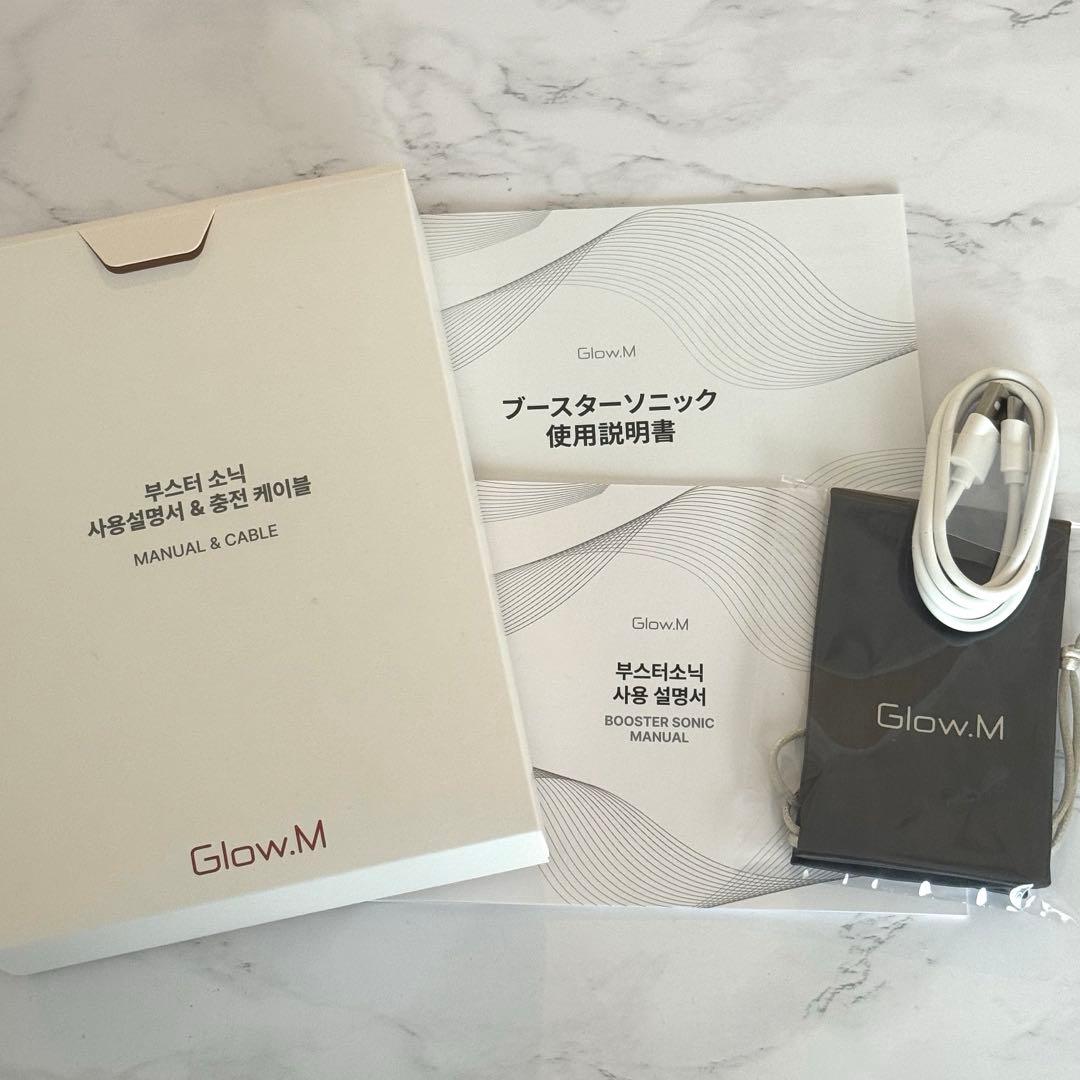 부스터 소닉
사용설명서 & 충전 케이블
MANUAL & CABLE
Glow.M
Glow.M
ブースターソニック
使用説明書
Glow.M
부스터소닉
사용 설명서
BOOSTER SONIC
MANUAL
Glow.M